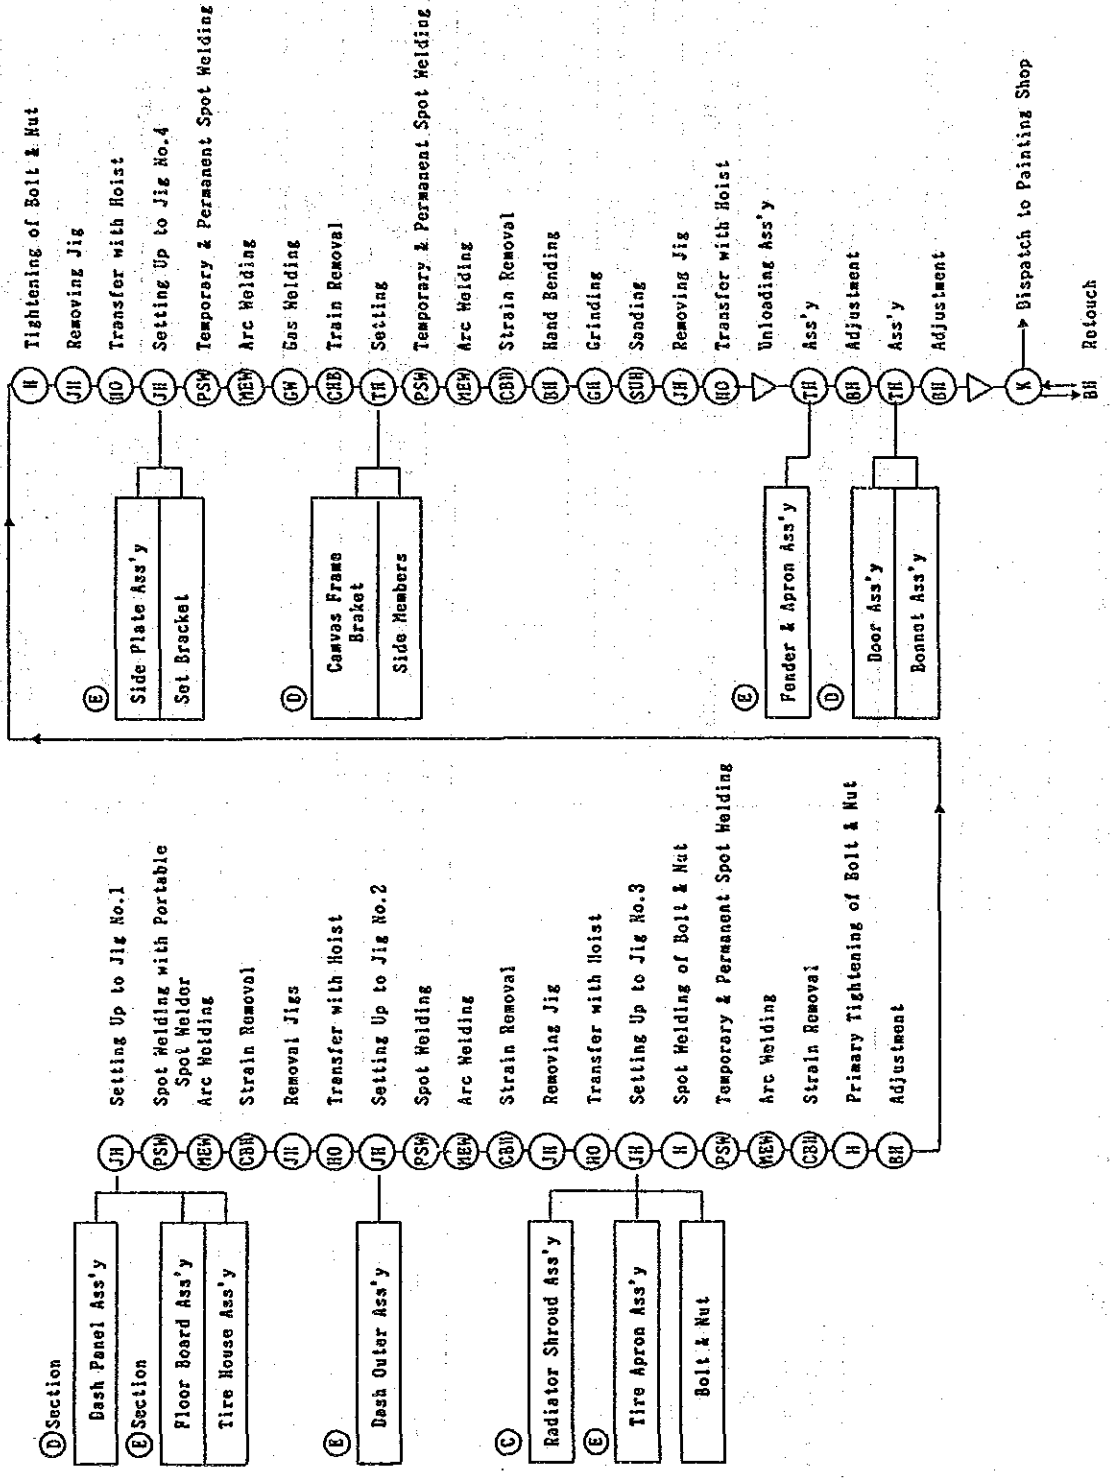 Ⓓ Section
Dash Panel Ass'y
Ⓔ Section
Floor Board Ass'y
Tire House Ass'y
Ⓔ
Dash Outer Ass'y
Ⓒ
Radiator Shroud Ass'y
Ⓔ
Tire Apron Ass'y
Bolt & Nut
JH Setting Up to Jig No.1
PSW Spot Welding with Portable
Spot Weldor
MEW Arc Welding
CBH Strain Removal
JH Removal Jigs
HO Transfer with Hoist
JH Setting Up to Jig No.2
PSW Spot Welding
MEW Arc Welding
CBH Strain Removal
JH Removing Jig
HO Transfer with Hoist
JH Setting Up to Jig No.3
H Spot Welding of Bolt & Nut
PSW Temporary & Permanent Spot Welding
MEW Arc Welding
CBH Strain Removal
H Primary Tightening of Bolt & Nut
BH Adjustment
Ⓔ
Side Plate Ass'y
Set Bracket
Ⓓ
Canvas Frame
Braket
Side Members
Ⓔ
Fender & Apron Ass'y
Ⓓ
Door Ass'y
Bonnet Ass'y
H Tightening of Bolt & Nut
JH Removing Jig
HO Transfer with Hoist
JH Setting Up to Jig No.4
PSW Temporary & Permanent Spot Welding
MEW Arc Welding
GW Gas Welding
CHB Train Removal
TH Setting
PSW Temporary & Permanent Spot Welding
MEW Arc Welding
CBH Strain Removal
BH Hand Bending
GH Grinding
SUH Sanding
JH Removing Jig
HO Transfer with Hoist
Unloading Ass'y
TH Ass'y
BH Adjustment
TH Ass'y
BH Adjustment
K Dispatch to Painting Shop
BH Retouch